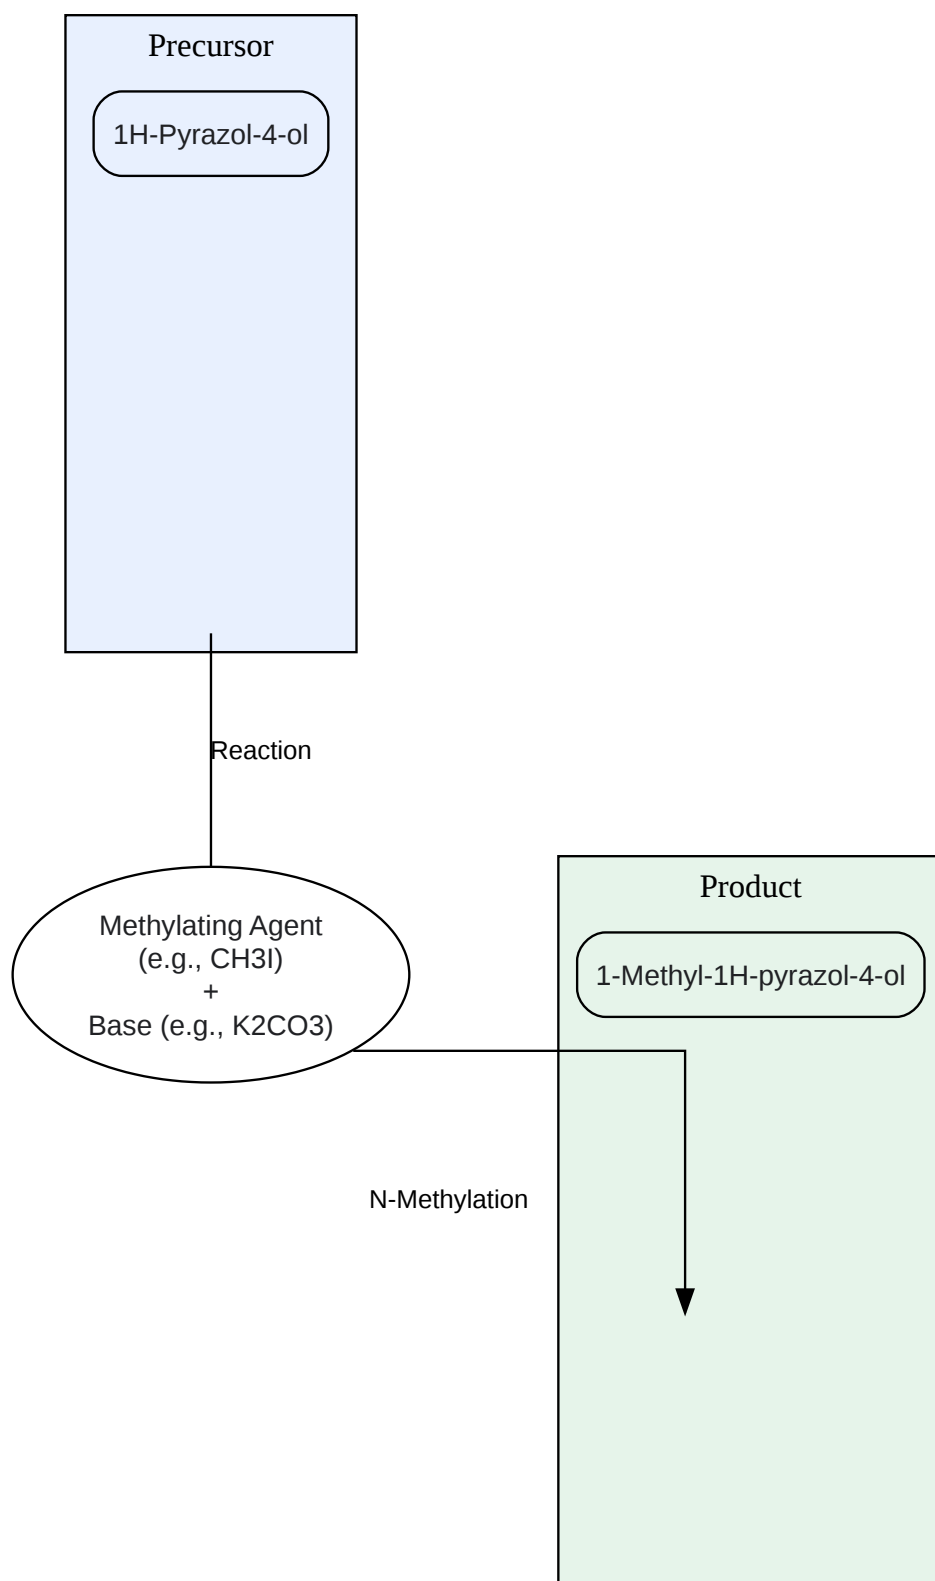 Precursor
1H-Pyrazol-4-ol
Reaction
Methylating Agent
(e.g., CH3I)
+
Base (e.g., K2CO3)
Product
1-Methyl-1H-pyrazol-4-ol
N-Methylation